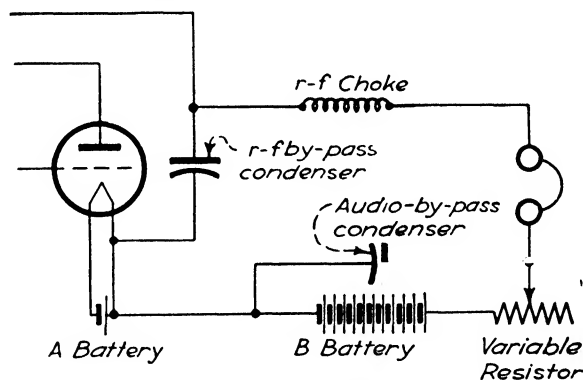 r-f Choke
r-f by-pass
condenser
Audio-by-pass
condenser
A Battery
B Battery
Variable
Resistor